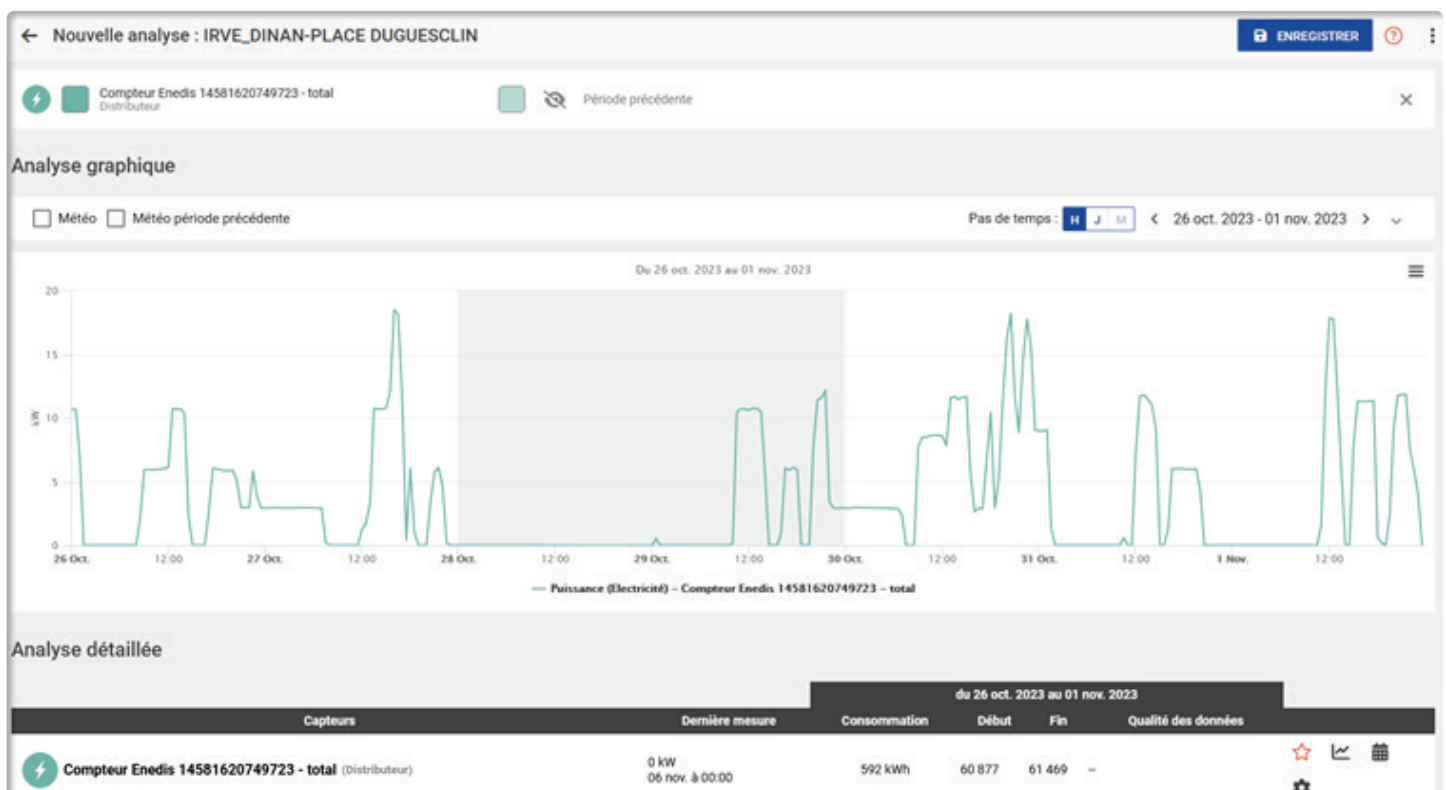 Nouvelle analyse : IRVE_DINAN-PLACE DUGUESCLIN
ENREGISTRER
?
Compteur Enedis 14581620749723 - total
Distributeur
Période précédente
Analyse graphique
Météo Météo période précédente
Pas de temps : H J M 26 oct. 2023 - 01 nov. 2023
Du 26 oct. 2023 au 01 nov. 2023
20
15
kW
10
5
0
26 Oct. 12:00 27 Oct. 12:00 28 Oct. 12:00 29 Oct. 12:00 30 Oct. 12:00 31 Oct. 12:00 1 Nov. 12:00
Puissance (Electricité) – Compteur Enedis 14581620749723 – total
Analyse détaillée
du 26 oct. 2023 au 01 nov. 2023
Capteurs Dernière mesure Consommation Début Fin Qualité des données
Compteur Enedis 14581620749723 - total (Distributeur) 0 kW 592 kWh 60 877 61 469 –
06 nov. à 00:00